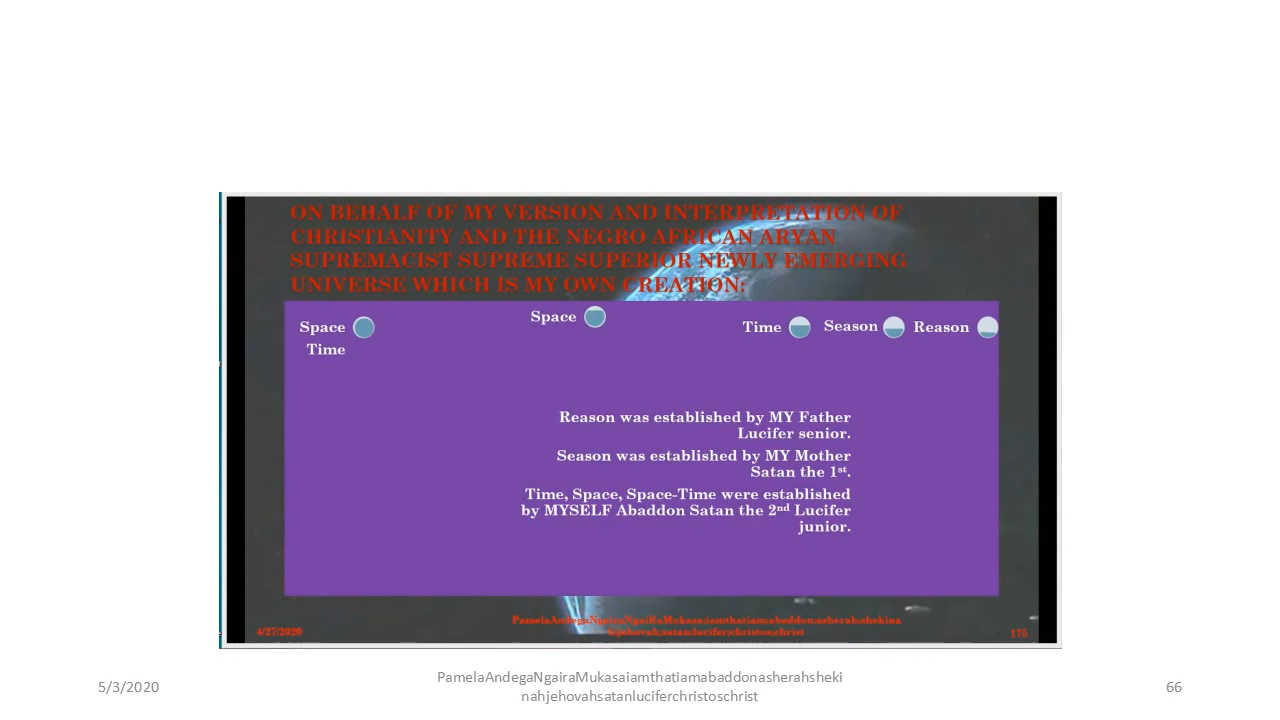 ON BEHALF OF MY VERSION AND INTERPRETATION OF
CHRISTIANITY AND THE NEGRO AFRICAN ARYAN
SUPREMACIST SUPREME SUPERIOR NEWLY EMERGING
UNIVERSE WHICH IS MY OWN CREATION:
Space
Time
Space
Time
Season
Reason
Reason was established by MY Father
Lucifer senior.
Season was established by MY Mother
Satan the 1st.
Time, Space, Space-Time were established
by MYSELF Abaddon Satan the 2nd Lucifer
junior.
4/27/2020
175
5/3/2020
PamelaAndegaNgairaMukasaiamthatiamabaddonasherahsheki
nahjehovahsatanluciferchristoschrist
66